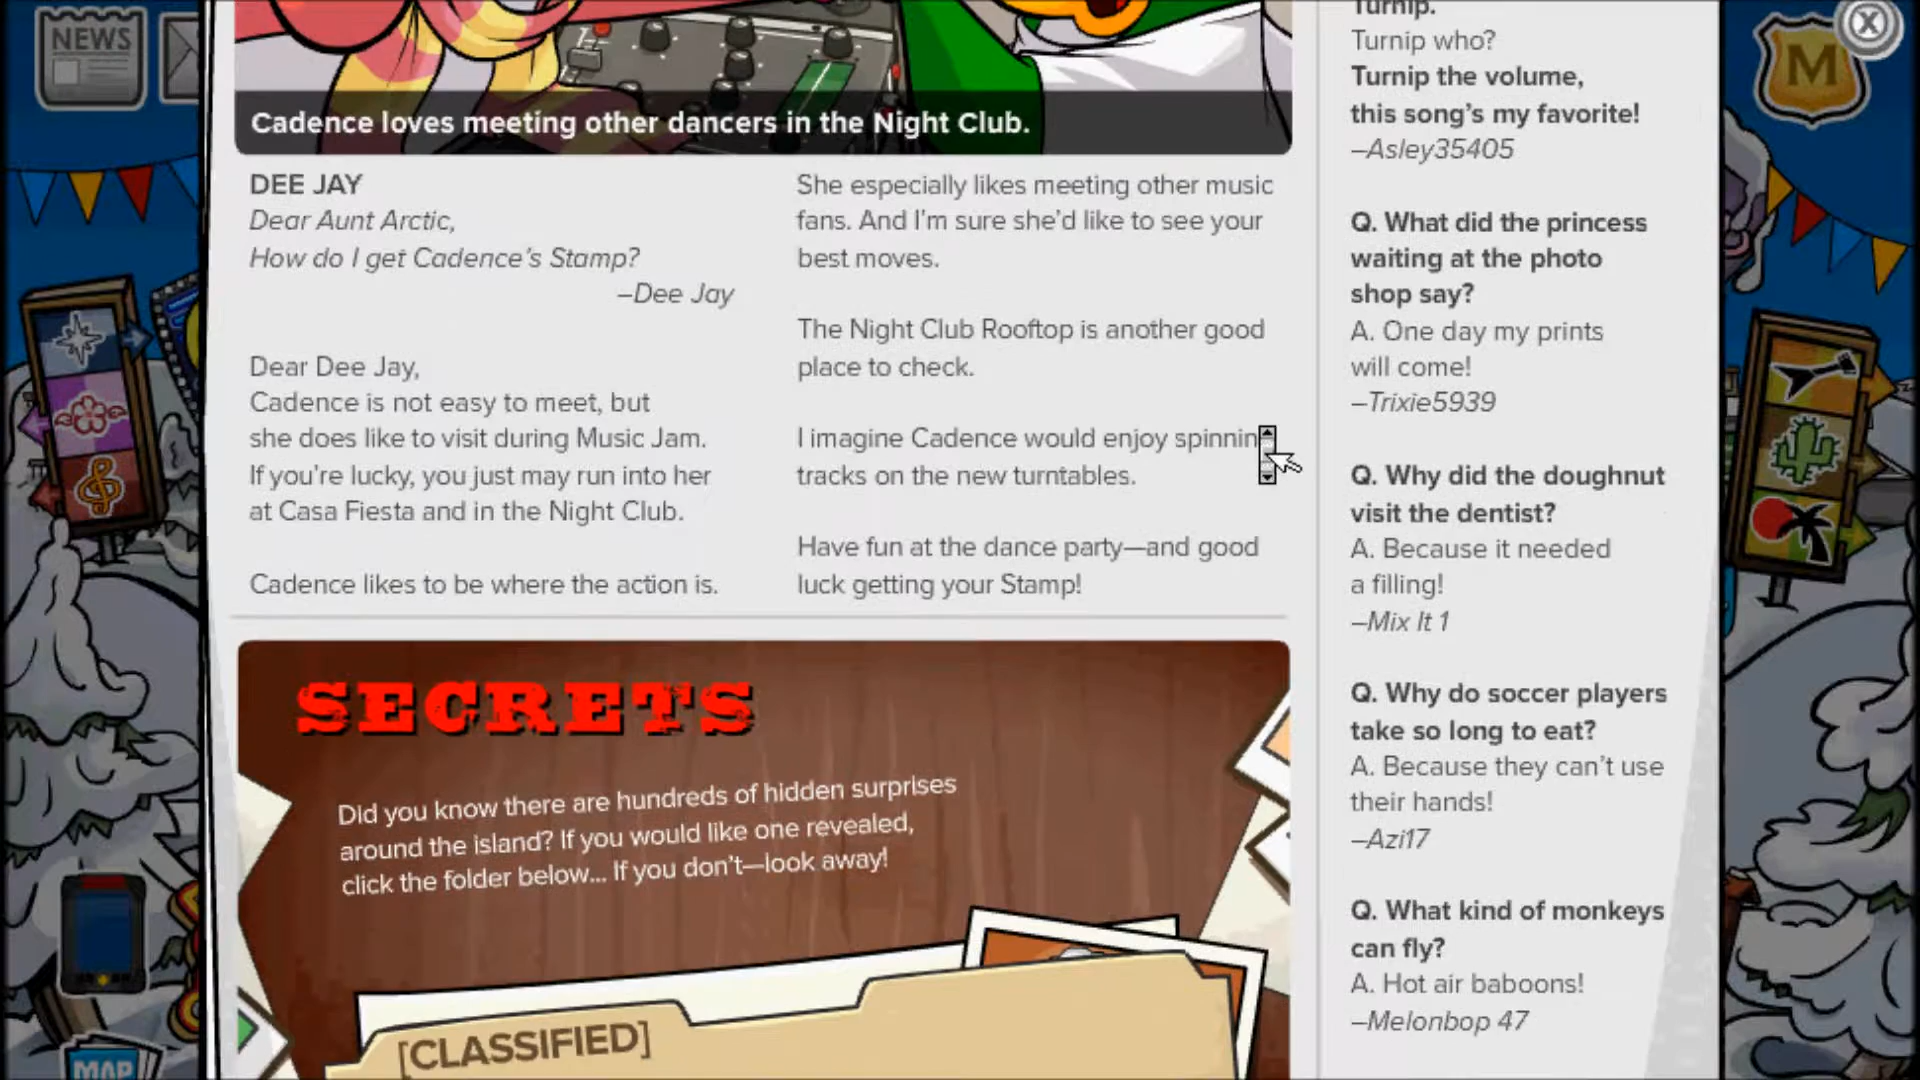 NEWS
M
Cadence loves meeting other dancers in the Night Club.
DEE JAY
Dear Aunt Arctic,
How do I get Cadence's Stamp?
–Dee Jay
Dear Dee Jay,
Cadence is not easy to meet, but
she does like to visit during Music Jam.
If you're lucky, you just may run into her
at Casa Fiesta and in the Night Club.
Cadence likes to be where the action is.
She especially likes meeting other music
fans. And I'm sure she'd like to see your
best moves.
The Night Club Rooftop is another good
place to check.
I imagine Cadence would enjoy spinnin
tracks on the new turntables.
Have fun at the dance party—and good
luck getting your Stamp!
SECRETS
Did you know there are hundreds of hidden surprises
around the island? If you would like one revealed,
click the folder below... If you don't—look away!
[CLASSIFIED]
Turnip.
Turnip who?
Turnip the volume,
this song's my favorite!
–Asley35405
Q. What did the princess
waiting at the photo
shop say?
A. One day my prints
will come!
–Trixie5939
Q. Why did the doughnut
visit the dentist?
A. Because it needed
a filling!
–Mix It 1
Q. Why do soccer players
take so long to eat?
A. Because they can't use
their hands!
–Azi17
Q. What kind of monkeys
can fly?
A. Hot air baboons!
–Melonbop 47
MAP